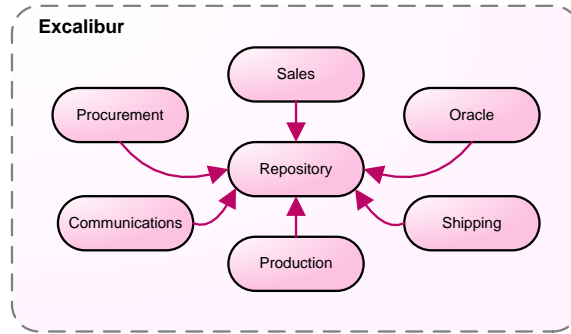 Excalibur
Sales
Procurement
Oracle
Repository
Communications
Shipping
Production